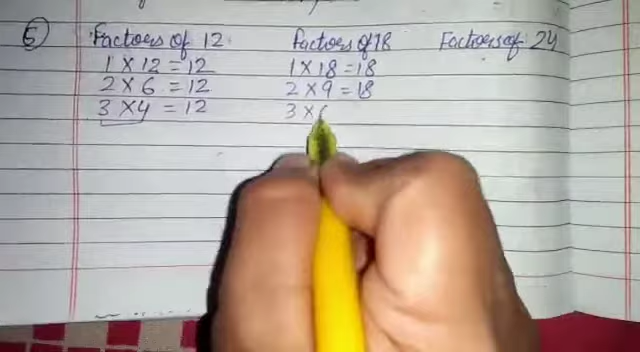 5 Factors of 12. Factors of 18 Factors of 24
1 × 12 = 12 1 × 18 = 18
2 × 6 = 12 2 × 9 = 18
3 × 4 = 12 3 ×